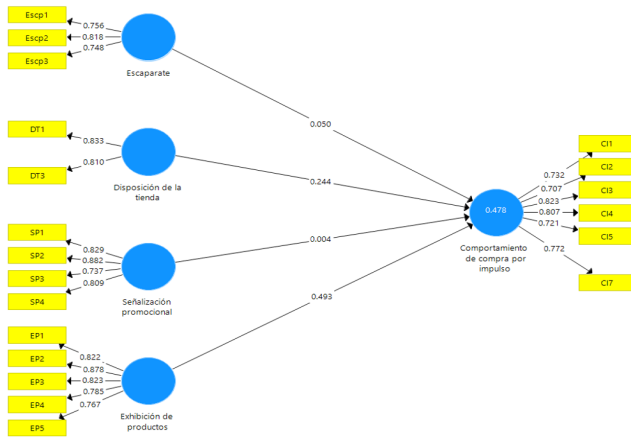 Escp1
0.756
Escp2
0.818
Escp3
0.748
Escaparate
0.050
DT1
0.833
DT3
0.810
Disposición de la
tienda
0.244
SP1
0.829
SP2
0.882
SP3
0.737
SP4
0.809
Señalización
promocional
0.004
EP1
0.822
EP2
0.878
EP3
0.823
EP4
0.785
EP5
0.767
Exhibición de
productos
0.493
0.478
Comportamiento
de compra por
impulso
CI1
0.732
CI2
0.707
CI3
0.823
CI4
0.807
CI5
0.721
CI7
0.772